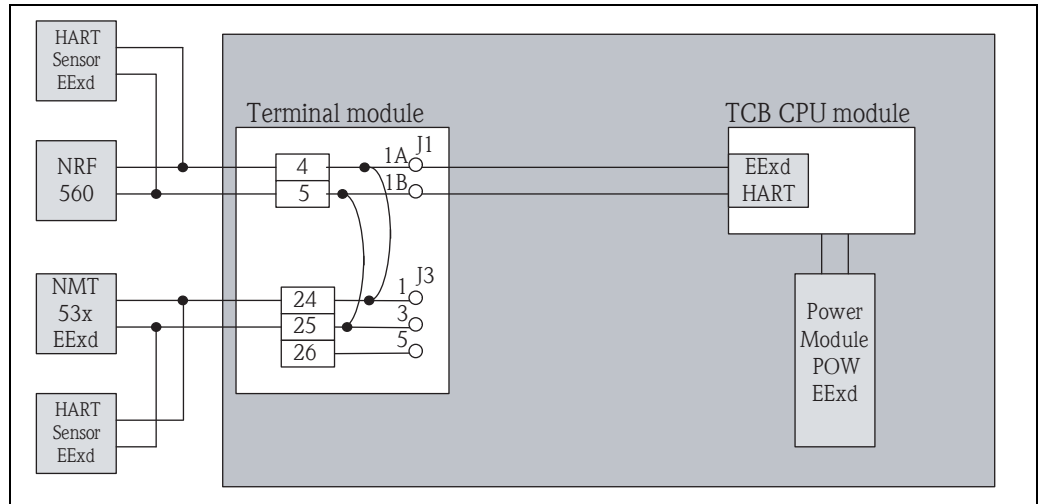 HART
Sensor
EExd
NRF
560
NMT
53x
EExd
HART
Sensor
EExd
Terminal module
4
5
1A
J1
1B
24
25
26
1
J3
3
5
TCB CPU module
EExd
HART
Power
Module
POW
EExd